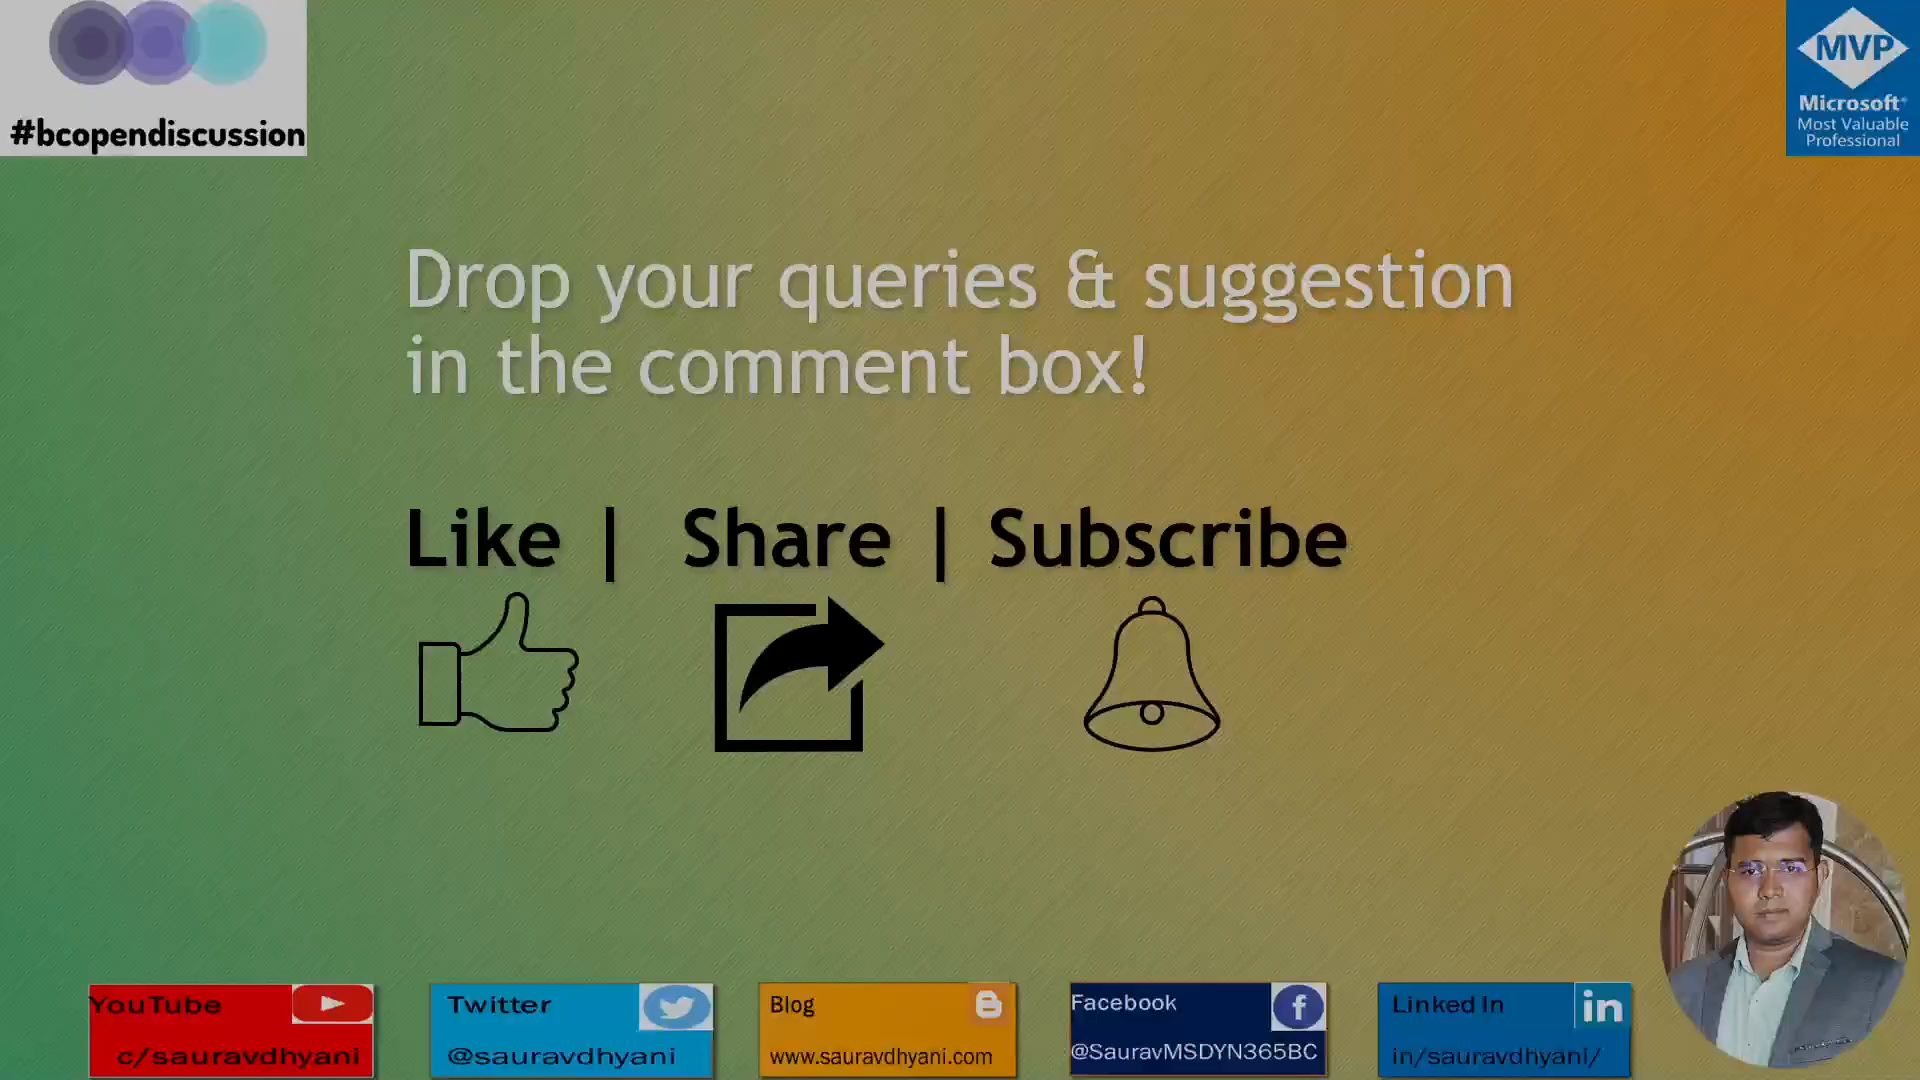 #bcopendiscussion
MVP
Microsoft®
Most Valuable
Professional
Drop your queries & suggestion
in the comment box!
Like | Share | Subscribe
YouTube
c/sauravdhyani
Twitter
@sauravdhyani
Blog
www.sauravdhyani.com
Facebook
@SauravMSDYN365BC
Linked In
in
in/sauravdhyani/